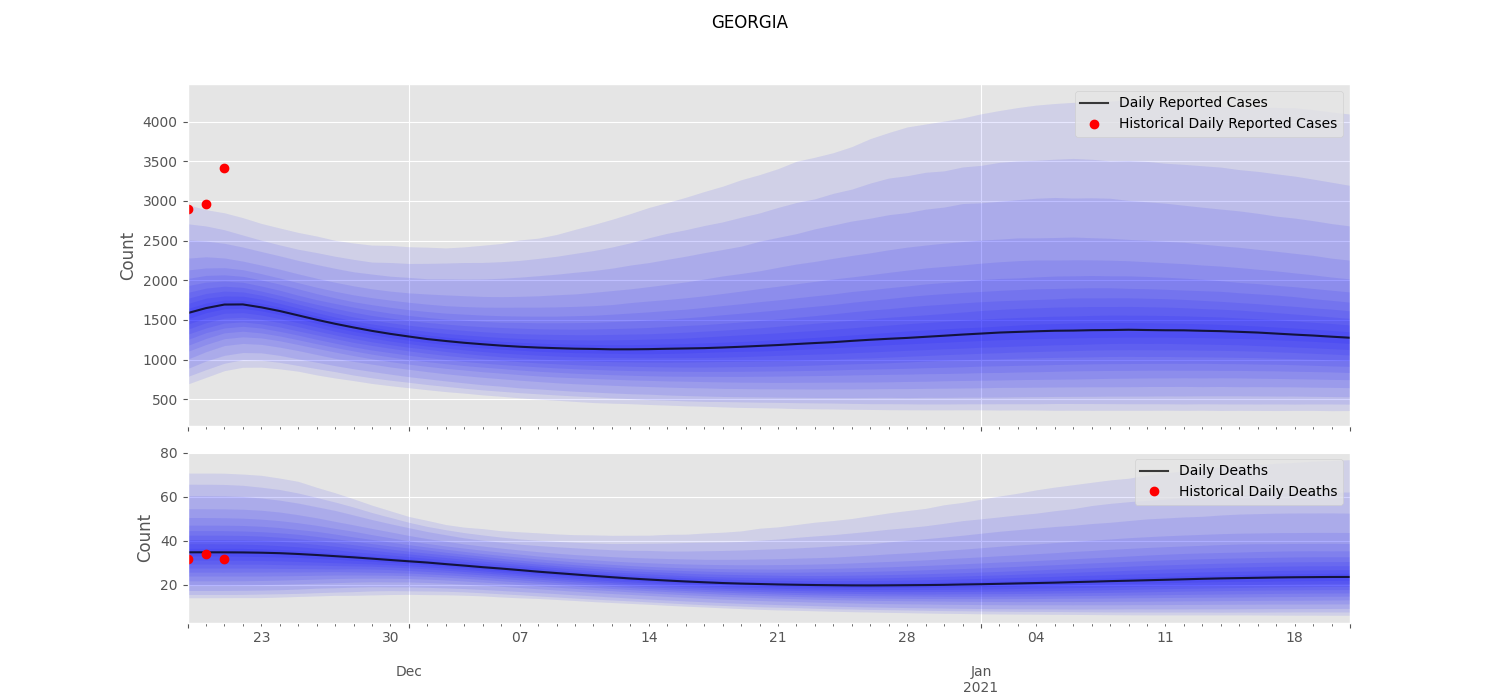 GEORGIA
Daily Reported Cases
Historical Daily Reported Cases
4000
3500
3000
2500
2000
1500
1000
500
Count
Daily Deaths
Historical Daily Deaths
80
60
40
20
Count
23 30 07 14 21 28 04 11 18
Dec Jan
2021